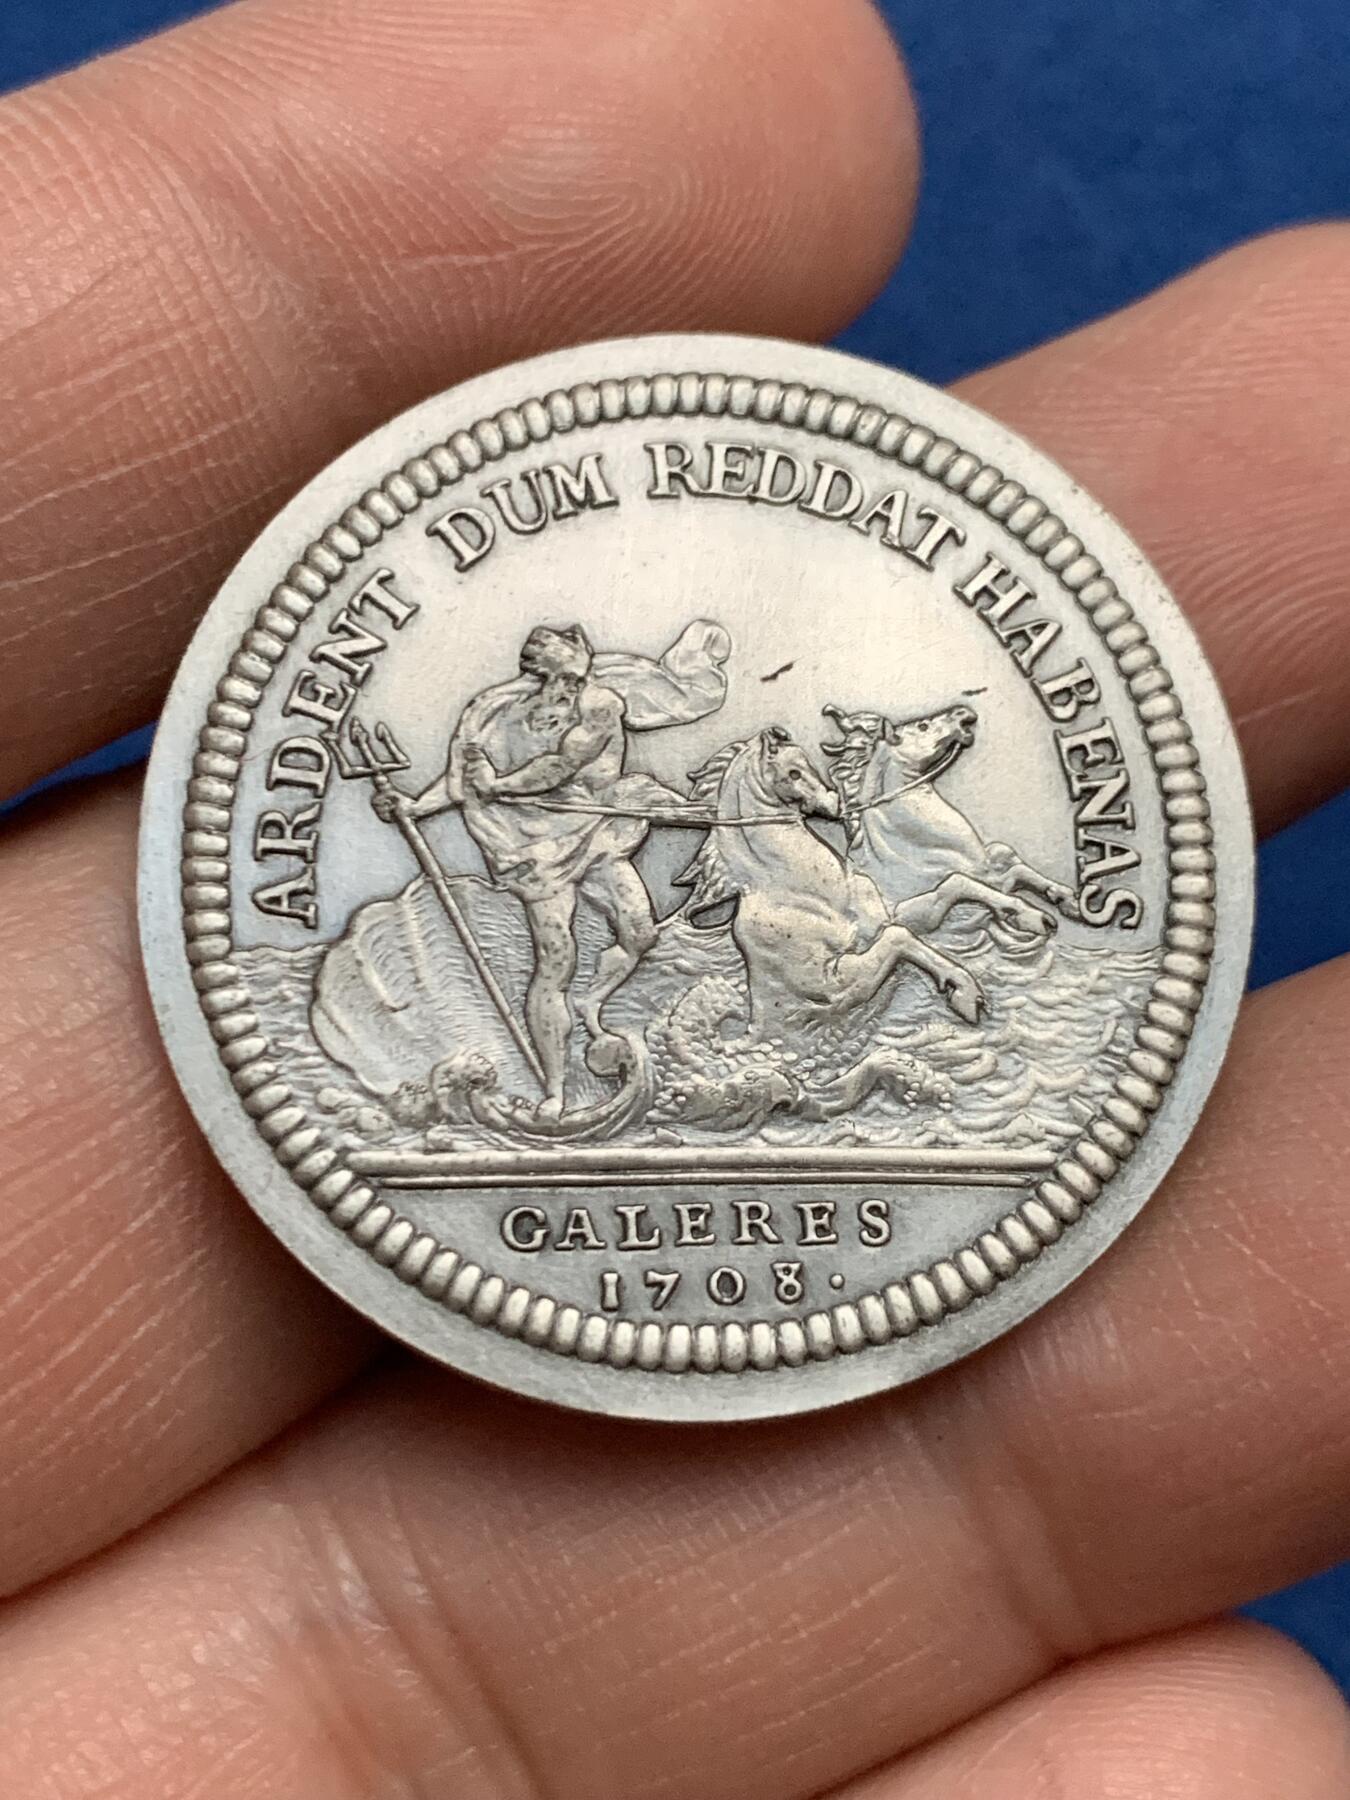 ARDENT DUM REDDAT HABENAS
GALERES
1708·